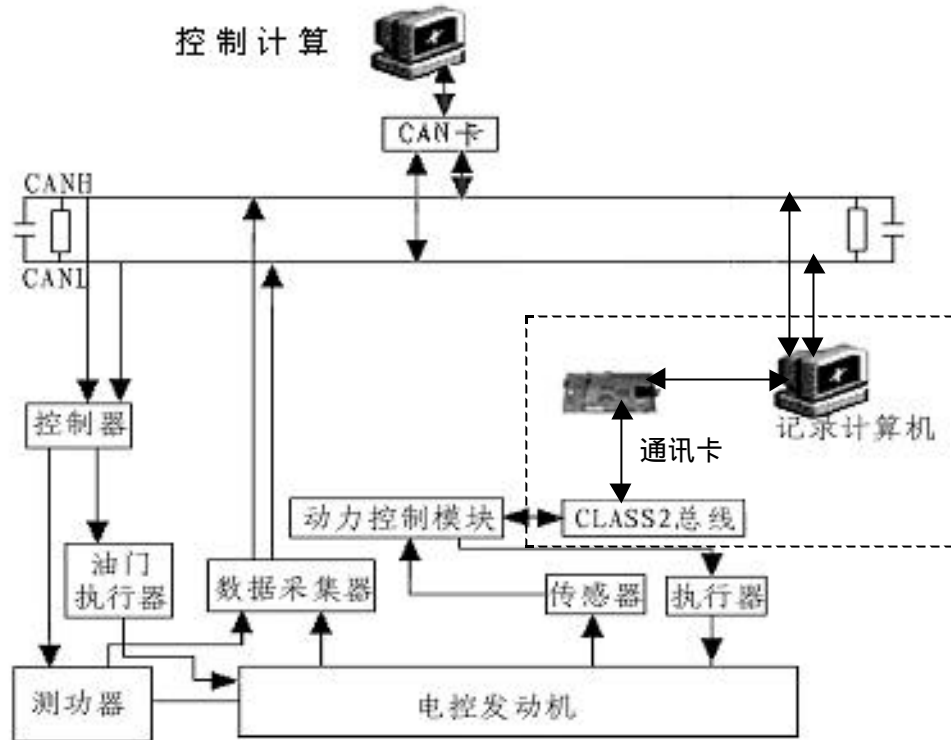 控制计算
CAN卡
CANH
CANL
控制器
记录计算机
通讯卡
动力控制模块
CLASS2总线
油门
执行器
数据采集器
传感器
执行器
测功器
电控发动机